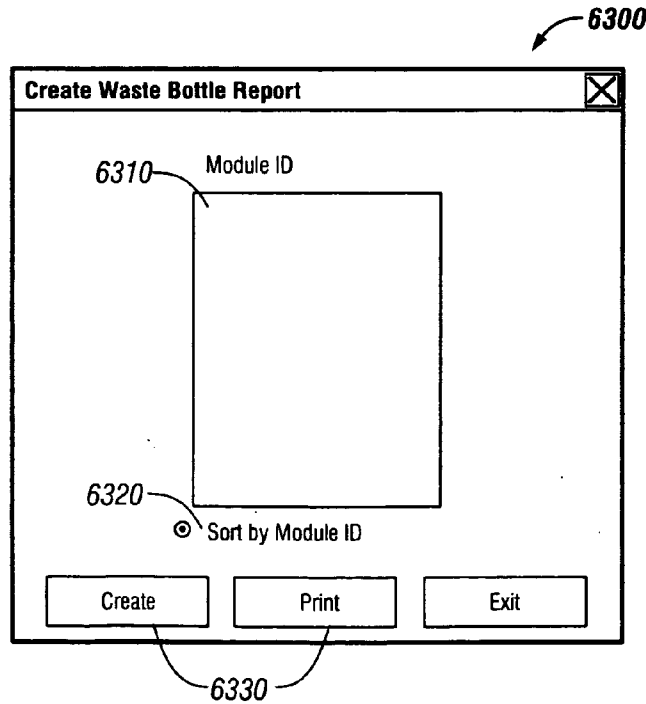 6300
Create Waste Bottle Report
Module ID
6310
6320
Sort by Module ID
Create
Print
Exit
6330